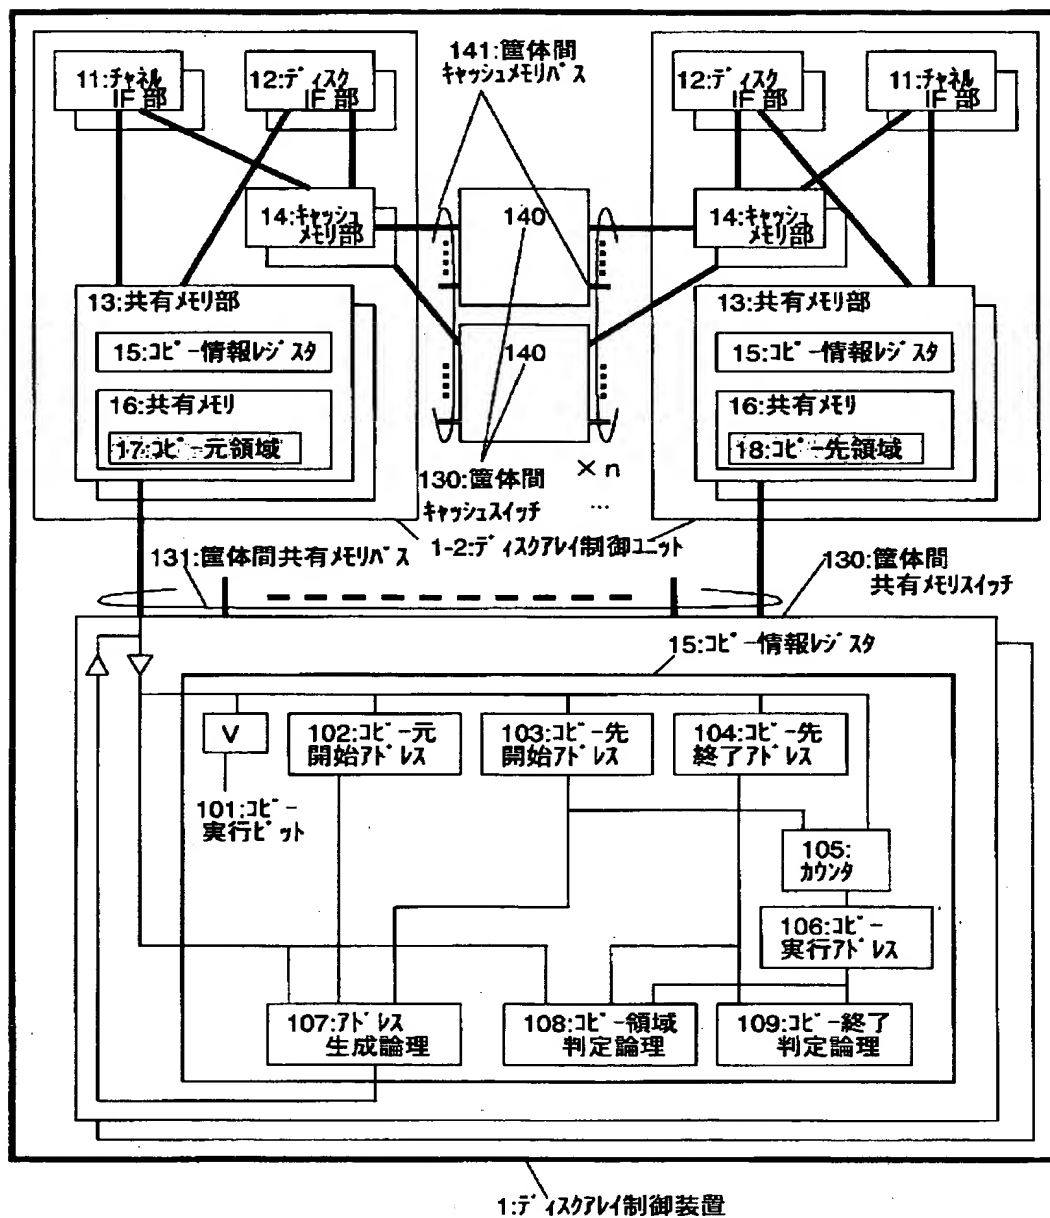 11:チャネル
IF部
12:ディスク
IF部
141:筐体間
キャッシュメモリパス
12:ディスク
IF部
11:チャネル
IF部
14:キャッシュ
メモリ部
140
14:キャッシュ
メモリ部
13:共有メモリ部
15:コピー情報レジスタ
16:共有メモリ
17:コピー元領域
140
13:共有メモリ部
15:コピー情報レジスタ
16:共有メモリ
18:コピー先領域
×n
…
130:筐体間
キャッシュスイッチ
1-2:ディスクアレイ制御ユニット
131:筐体間共有メモリパス
130:筐体間
共有メモリスイッチ
15:コピー情報レジスタ
V
102:コピー元
開始アドレス
103:コピー先
開始アドレス
104:コピー先
終了アドレス
101:コピー
実行ビット
105:
カウンタ
106:コピー
実行アドレス
107:アドレス
生成論理
108:コピー領域
判定論理
109:コピー終了
判定論理
1:ディスクアレイ制御装置